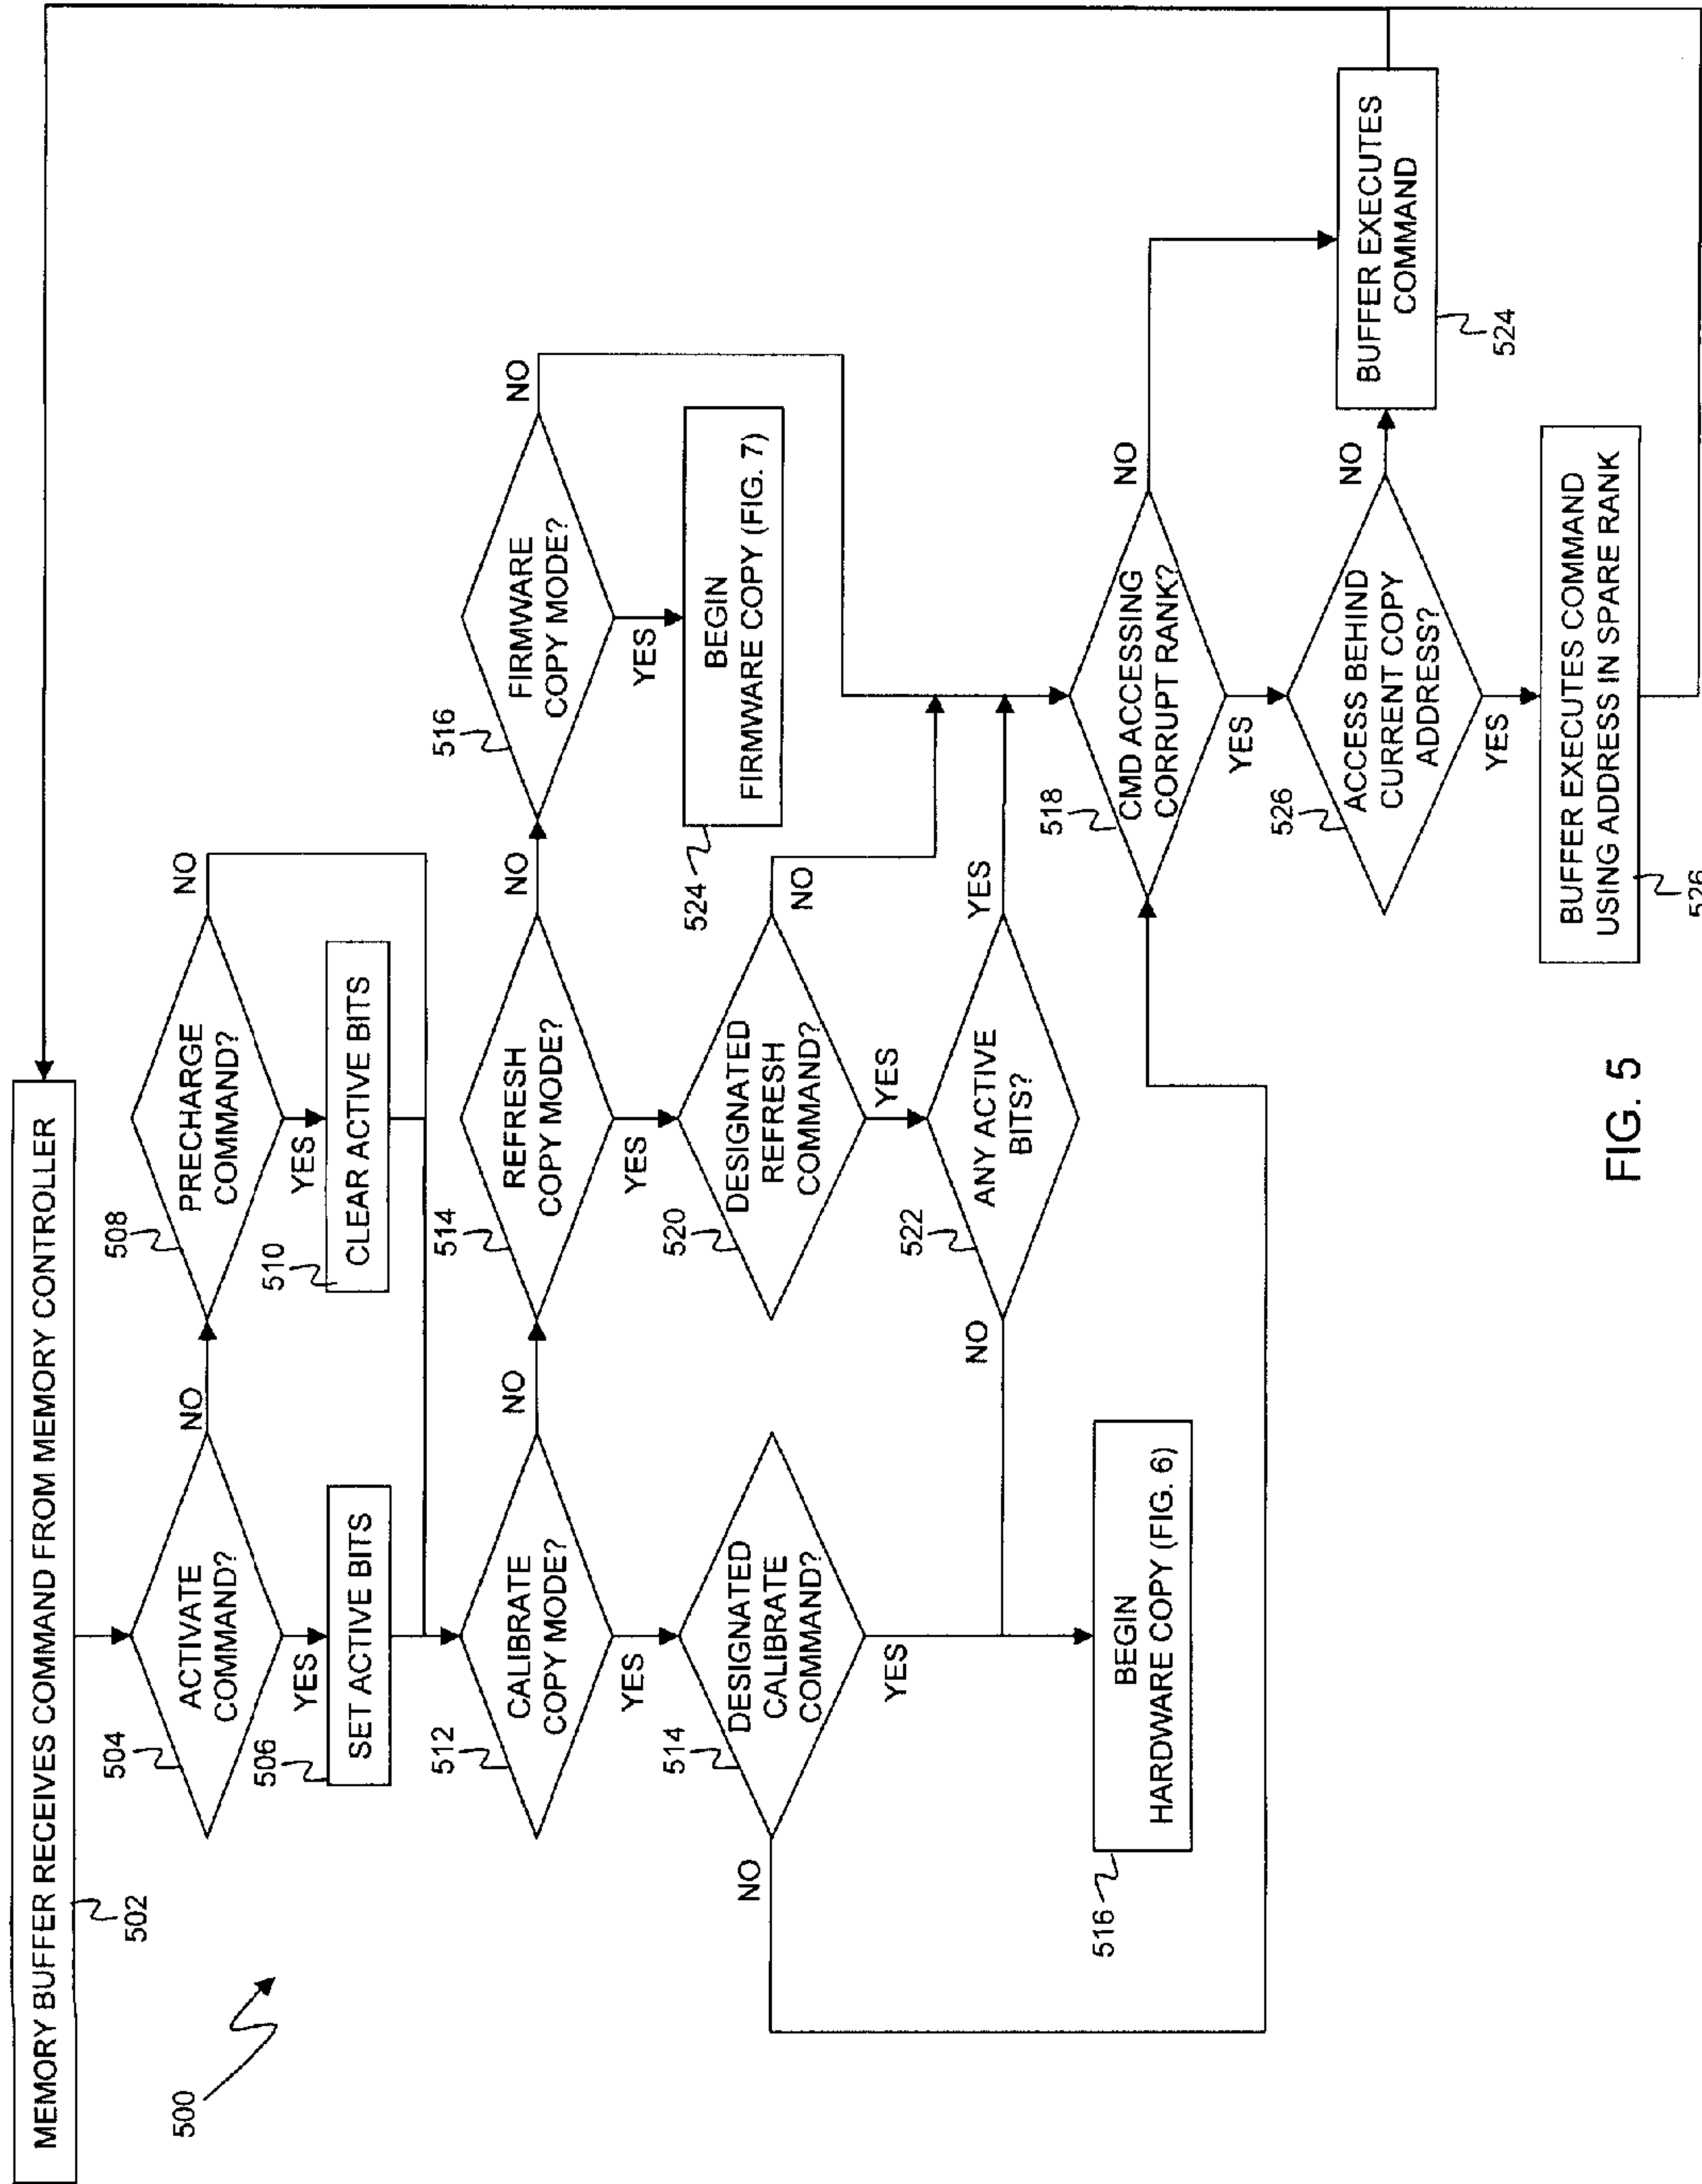 MEMORY BUFFER RECEIVES COMMAND FROM MEMORY CONTROLLER
502
500
504
ACTIVATE
COMMAND?
NO
YES
508
PRECHARGE
COMMAND?
NO
YES
506
SET ACTIVE BITS
510
CLEAR ACTIVE BITS
512
CALIBRATE
COPY MODE?
NO
YES
514
REFRESH
COPY MODE?
NO
YES
516
FIRMWARE
COPY MODE?
NO
YES
514
DESIGNATED
CALIBRATE
COMMAND?
NO
YES
520
DESIGNATED
REFRESH
COMMAND?
NO
YES
524
BEGIN
FIRMWARE COPY (FIG. 7)
522
ANY ACTIVE
BITS?
NO
YES
516
BEGIN
HARDWARE COPY (FIG. 6)
518
CMD ACCESSING
CORRUPT RANK?
NO
YES
526
ACCESS BEHIND
CURRENT COPY
ADDRESS?
NO
YES
BUFFER EXECUTES
COMMAND
524
BUFFER EXECUTES COMMAND
USING ADDRESS IN SPARE RANK
526
FIG. 5